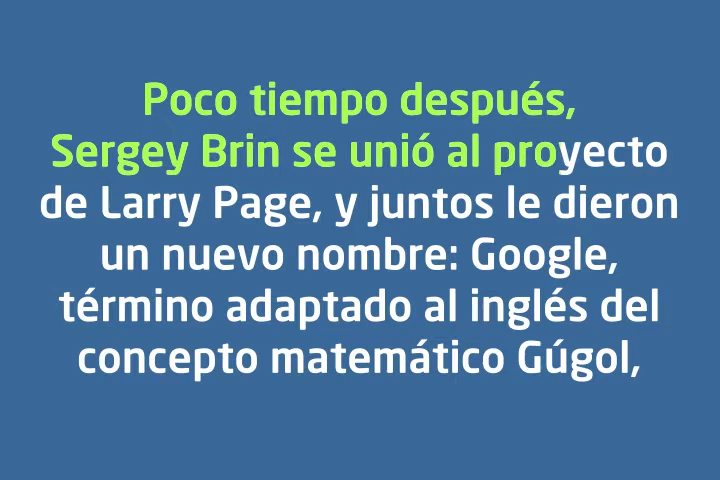 Poco tiempo después,
Sergey Brin se unió al proyecto
de Larry Page, y juntos le dieron
un nuevo nombre: Google,
término adaptado al inglés del
concepto matemático Gúgol,